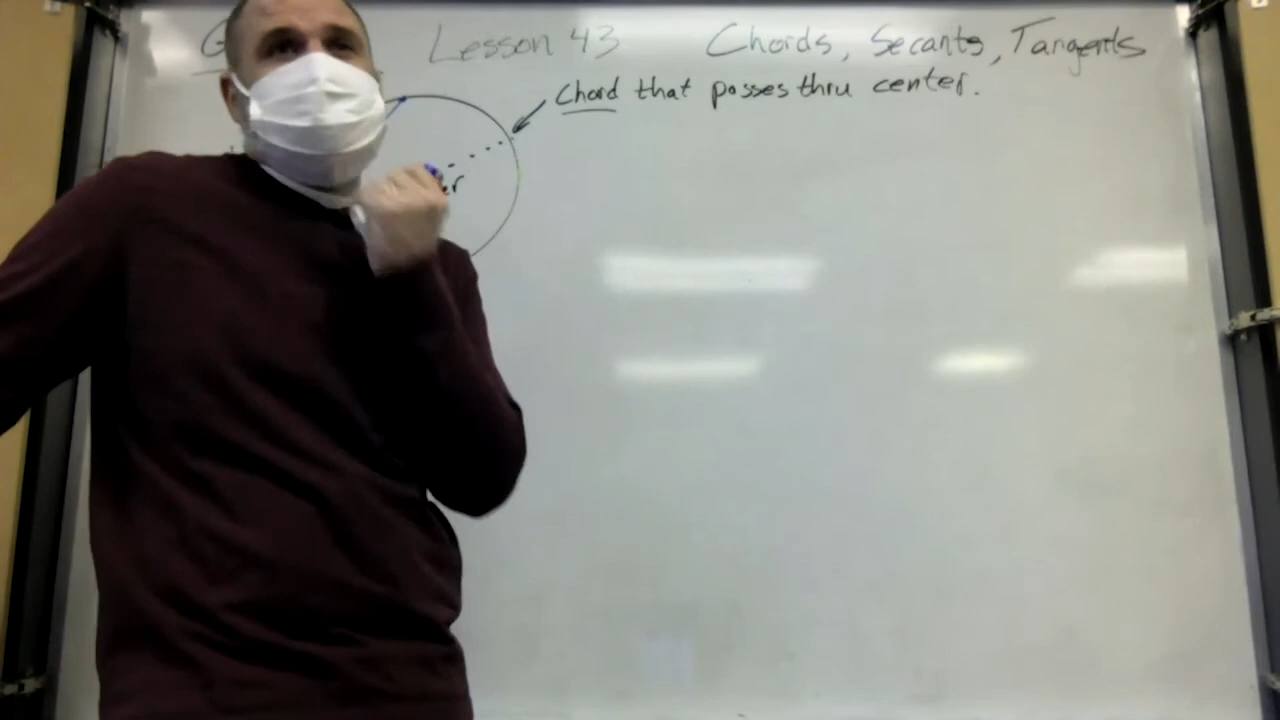 Lesson 43 Chords, Secants, Tangents
Chord that passes thru center.
r